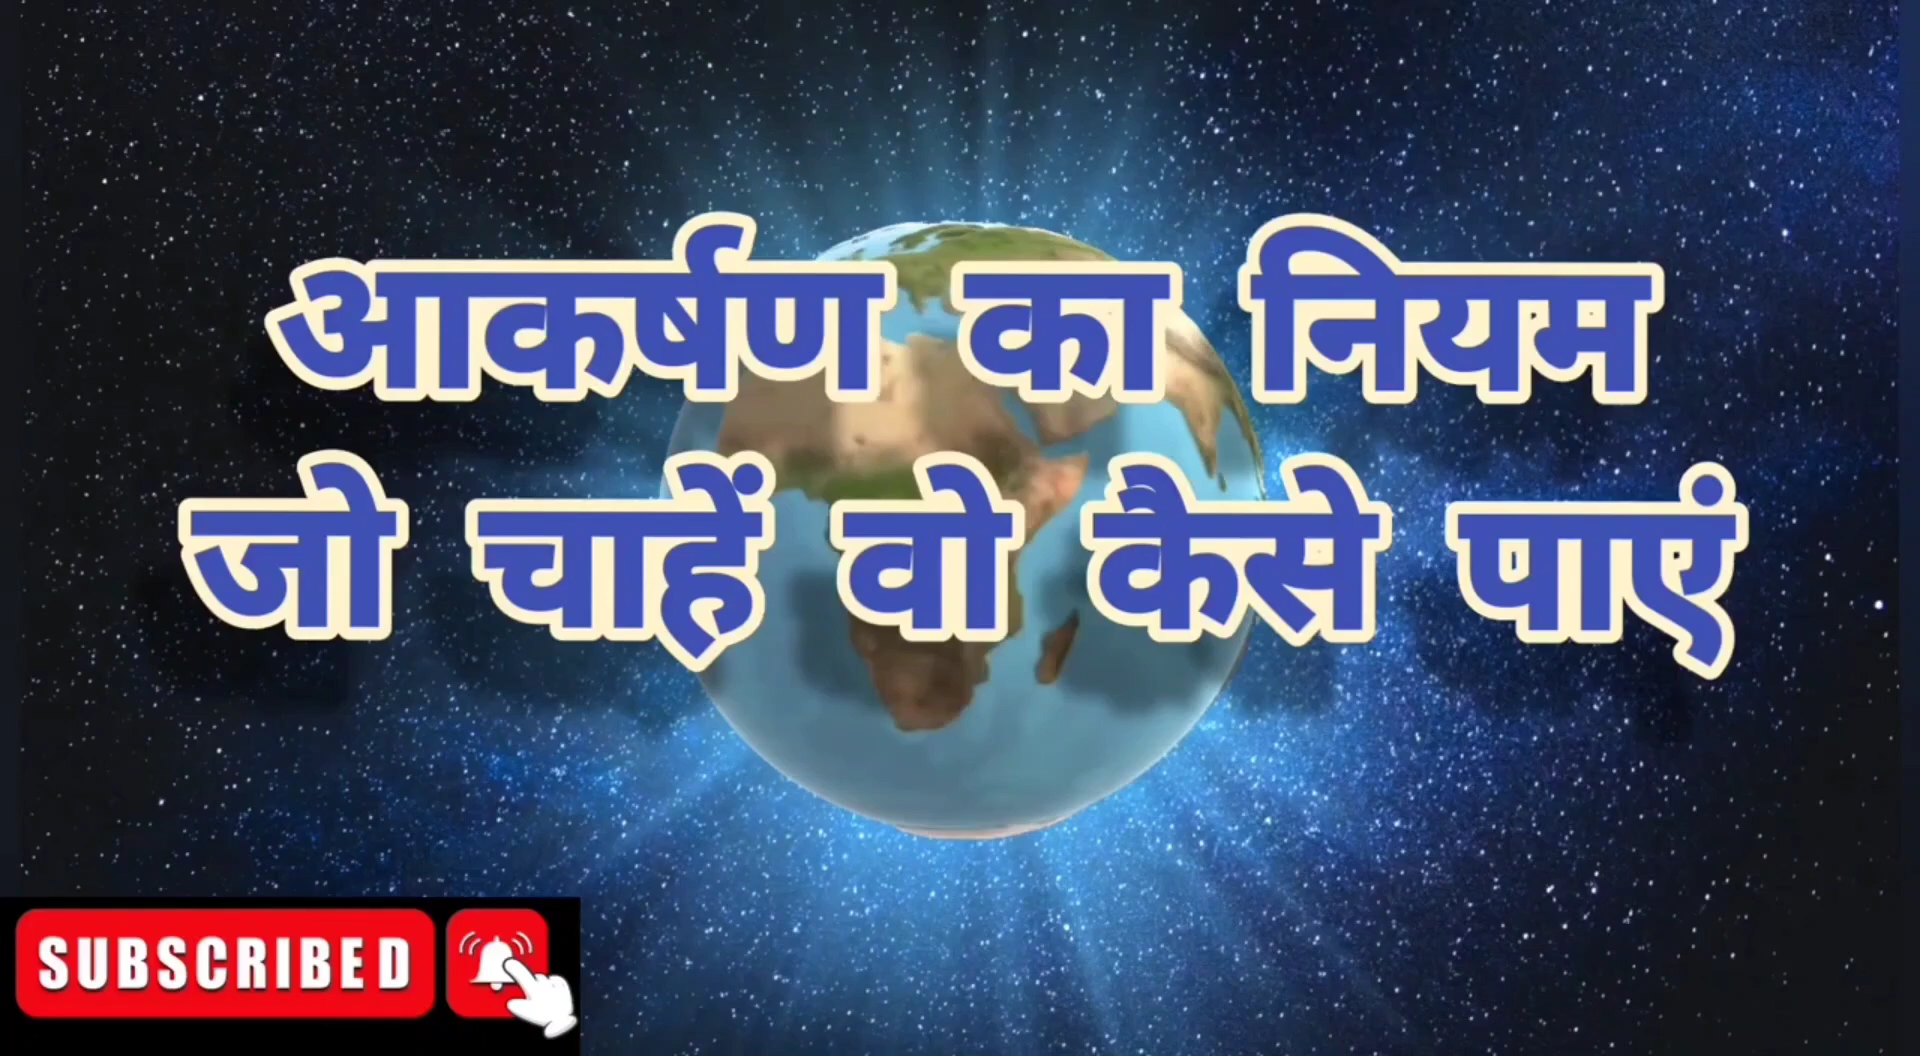 आकर्षण का नियम
जो चाहें वो कैसे पाएं
SUBSCRIBED